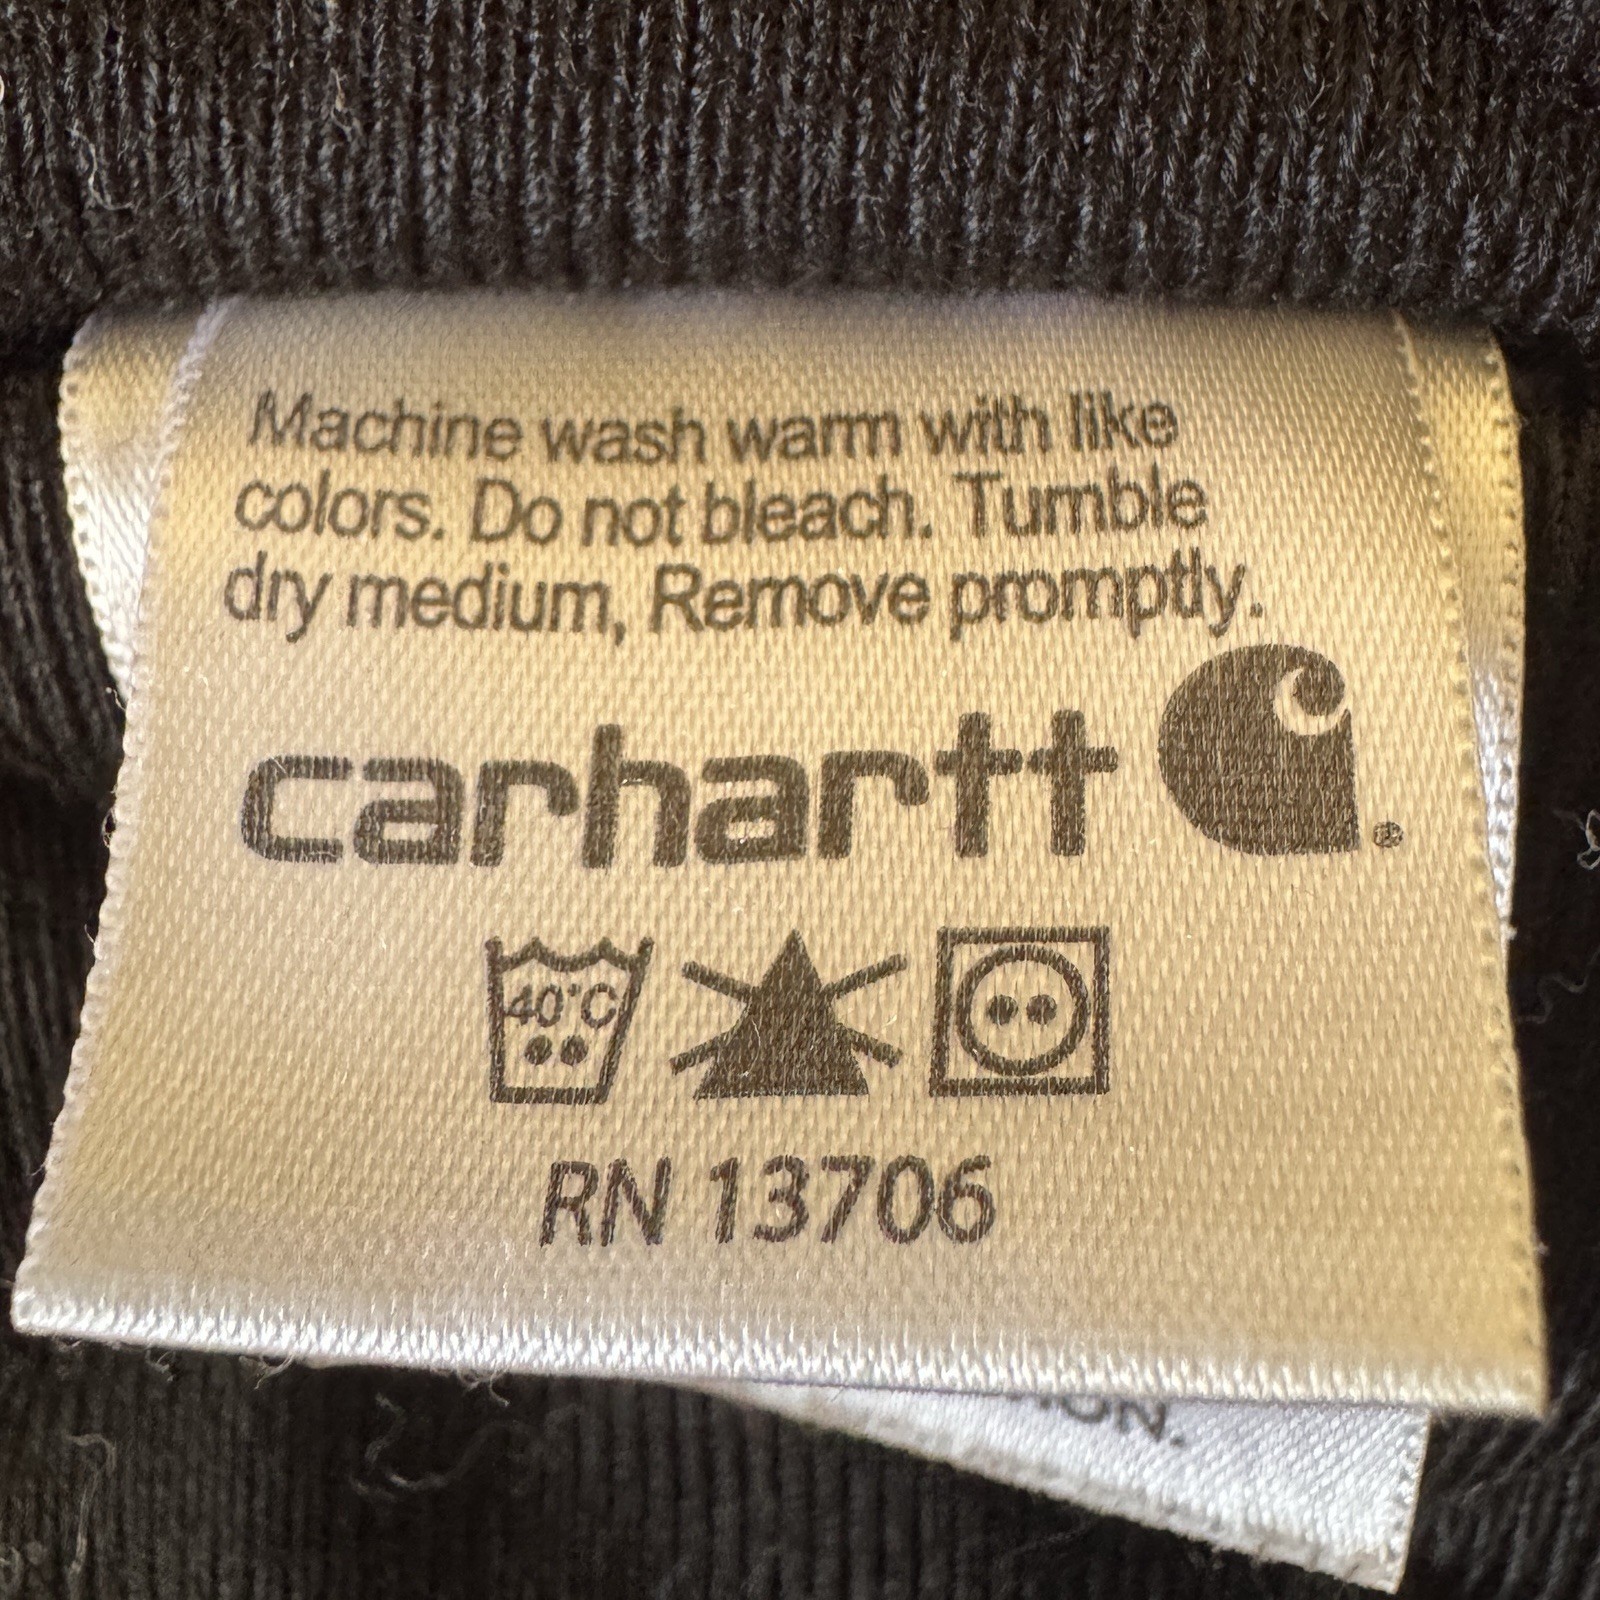 Machine wash warm with like
colors. Do not bleach. Tumble
dry medium, Remove promptly.
carhartt ®
40°C
RN 13706